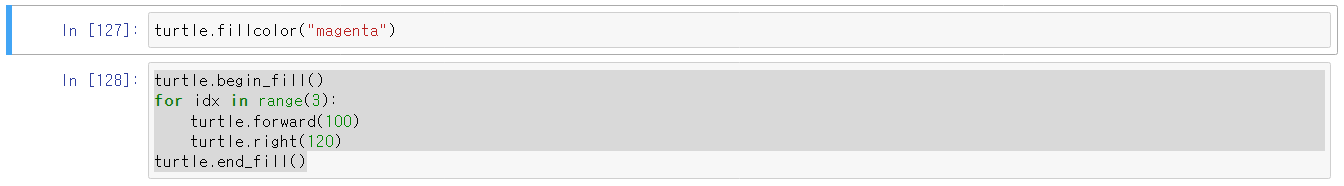 In [127]: turtle.fillcolor("magenta")
In [128]: turtle.begin_fill()
for idx in range(3):
    turtle.forward(100)
    turtle.right(120)
turtle.end_fill()